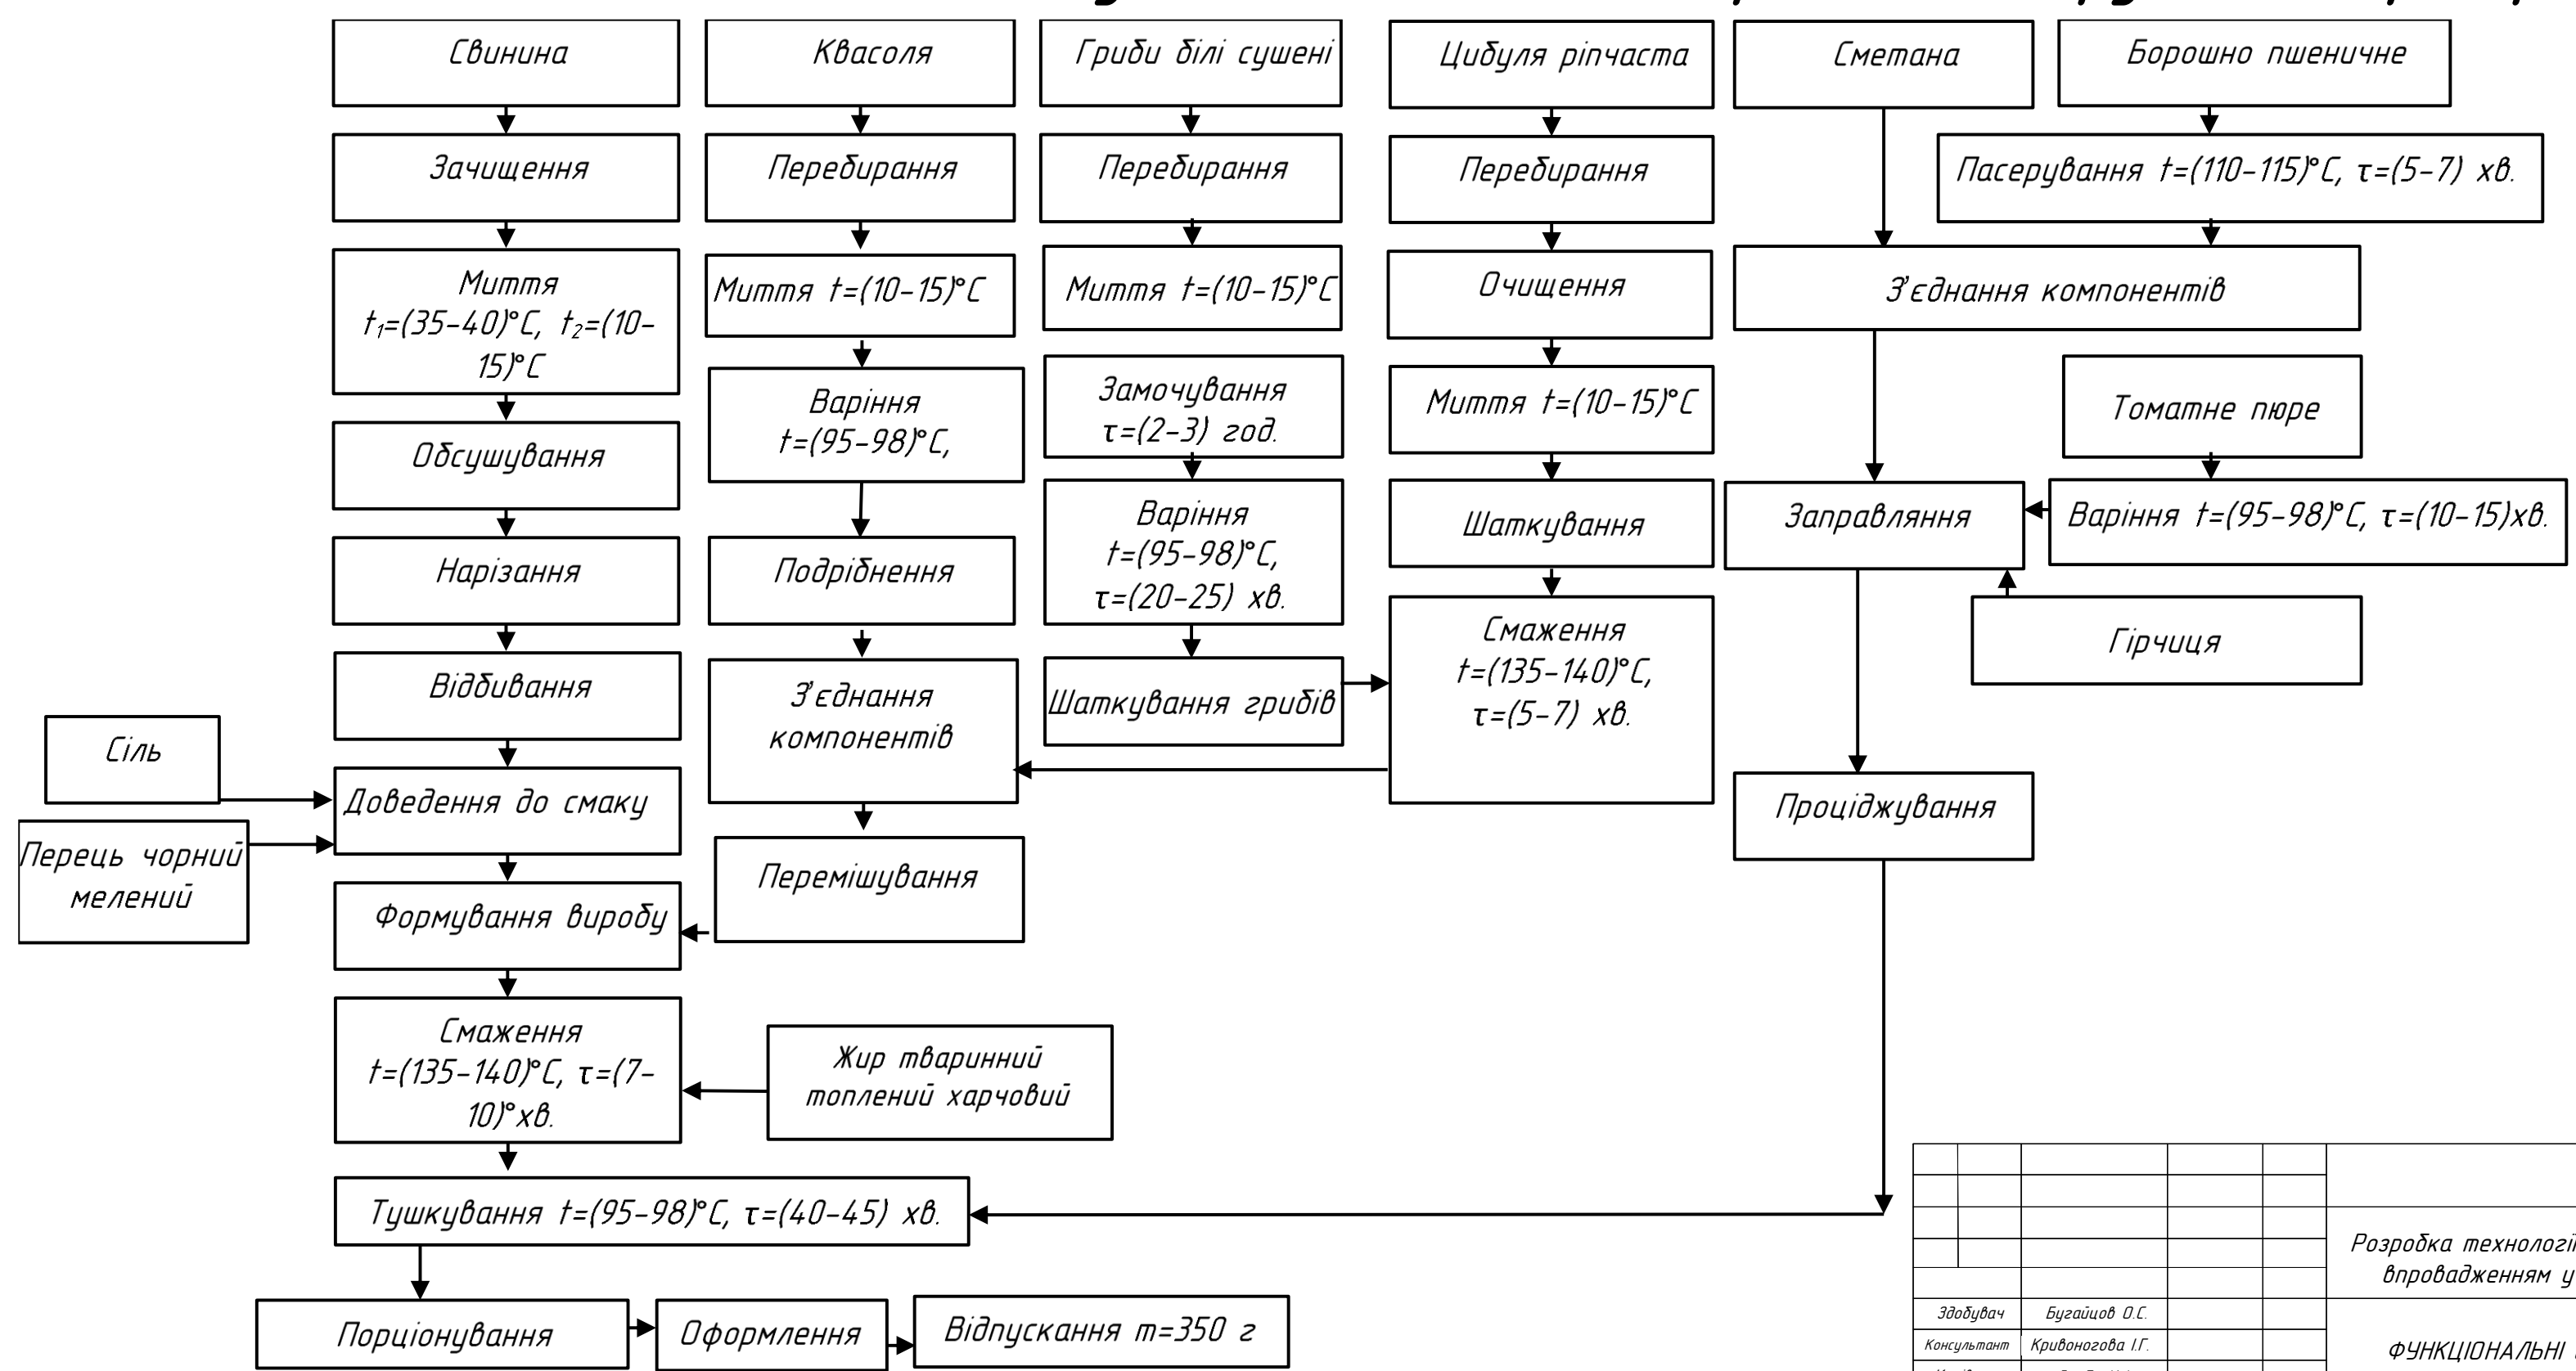 Свинина
Квасоля
Гриби білі сушені
Цибуля ріпчаста
Сметана
Борошно пшеничне
Зачищення
Перебирання
Перебирання
Перебирання
Пасерування t=(110-115)°С, τ=(5-7) хв.
Миття
t₁=(35-40)°С, t₂=(10-
15)°С
Миття t=(10-15)°С
Миття t=(10-15)°С
Очищення
З'єднання компонентів
Обсушування
Варіння
t=(95-98)°С,
Замочування
τ=(2-3) год.
Миття t=(10-15)°С
Томатне пюре
Нарізання
Подрібнення
Варіння
t=(95-98)°С,
τ=(20-25) хв.
Шаткування
Заправляння
Варіння t=(95-98)°С, τ=(10-15)хв.
Відбивання
З'єднання
компонентів
Шаткування грибів
Смаження
t=(135-140)°С,
τ=(5-7) хв.
Гірчиця
Сіль
Доведення до смаку
Проціджування
Перець чорний
мелений
Перемішування
Формування виробу
Смаження
t=(135-140)°С, τ=(7-
10)°хв.
Жир тваринний
топлений харчовий
Тушкування t=(95-98)°С, τ=(40-45) хв.
Порціонування
Оформлення
Відпускання m=350 г
Розробка технології
впровадженням у
Здобувач
Бугайцов О.С.
Консультант
Кривоногова І.Г.
ФУНКЦІОНАЛЬНІ